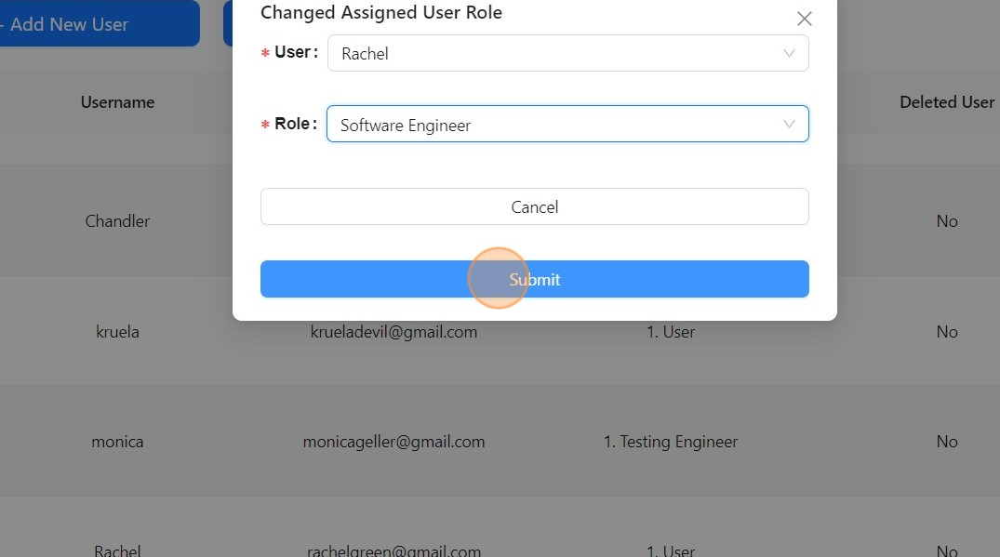 Changed Assigned User Role
- Add New User
* User :
Rachel
Username
Deleted User
* Role :
Software Engineer
Cancel
Chandler
No
Submit
kruela
krueladevil@gmail.com
1. User
No
monica
monicageller@gmail.com
1. Testing Engineer
No
Rachel
rachelgreen@gmail.com
1. User
No